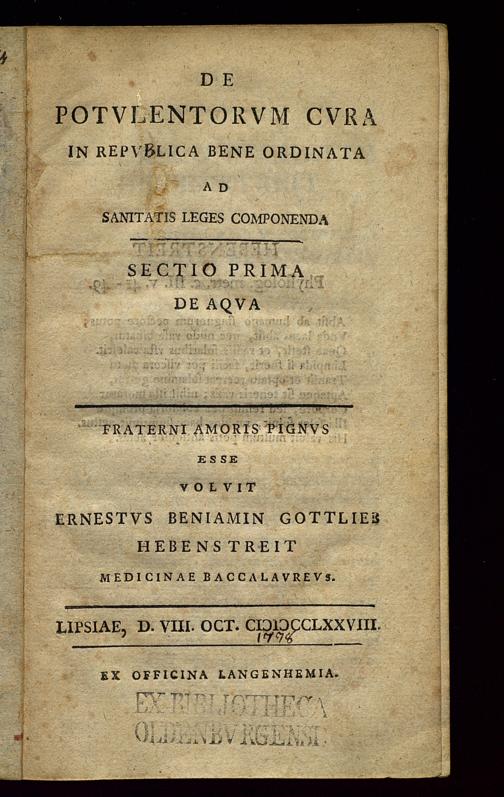 DE
POTVLENTORVM CVRA
IN REPVBLICA BENE ORDINATA
AD
SANITATIS LEGES COMPONENDA
SECTIO PRIMA
DE AQVA
FRATERNI AMORIS PIGNVS
ESSE
VOLVIT
ERNESTVS BENIAMIN GOTTLIEB
HEBENSTREIT
MEDICINAE BACCALAVREVS.
LIPSIAE, D. VIII. OCT. CIƆIƆCCLXXVIII.
1778
EX OFFICINA LANGENHEMIA.
EX BIBLIOTHECA
OLDENBVRGENSI.